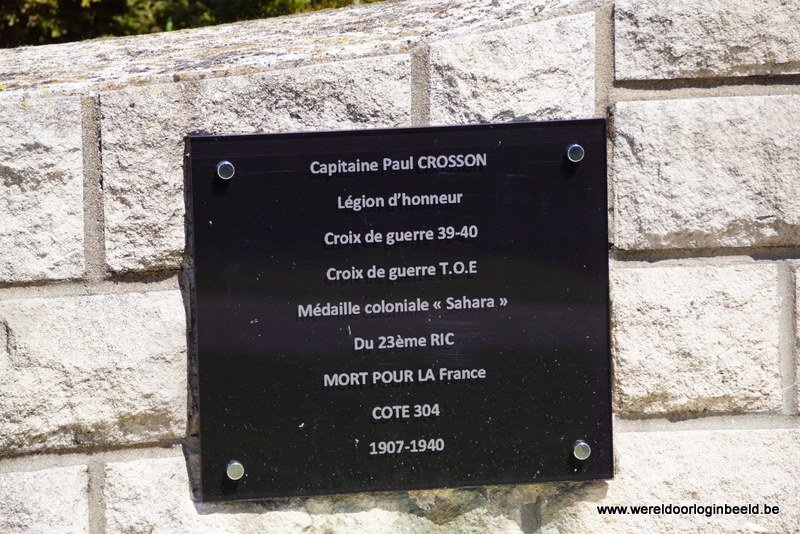 Capitaine Paul CROSSON
Légion d'honneur
Croix de guerre 39-40
Croix de guerre T.O.E
Médaille coloniale « Sahara »
Du 23ème RIC
MORT POUR LA France
COTE 304
1907-1940
www.wereldoorloginbeeld.be